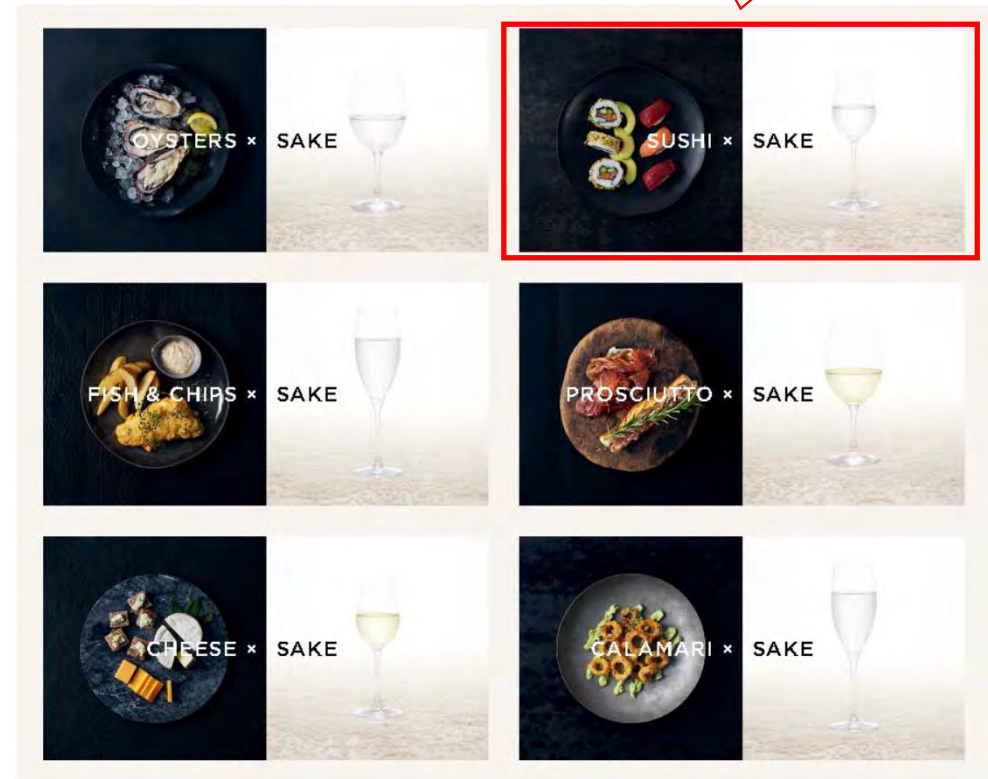 OYSTERS × SAKE
SUSHI × SAKE
FISH & CHIPS × SAKE
PROSCIUTTO × SAKE
CHEESE × SAKE
CALAMARI × SAKE